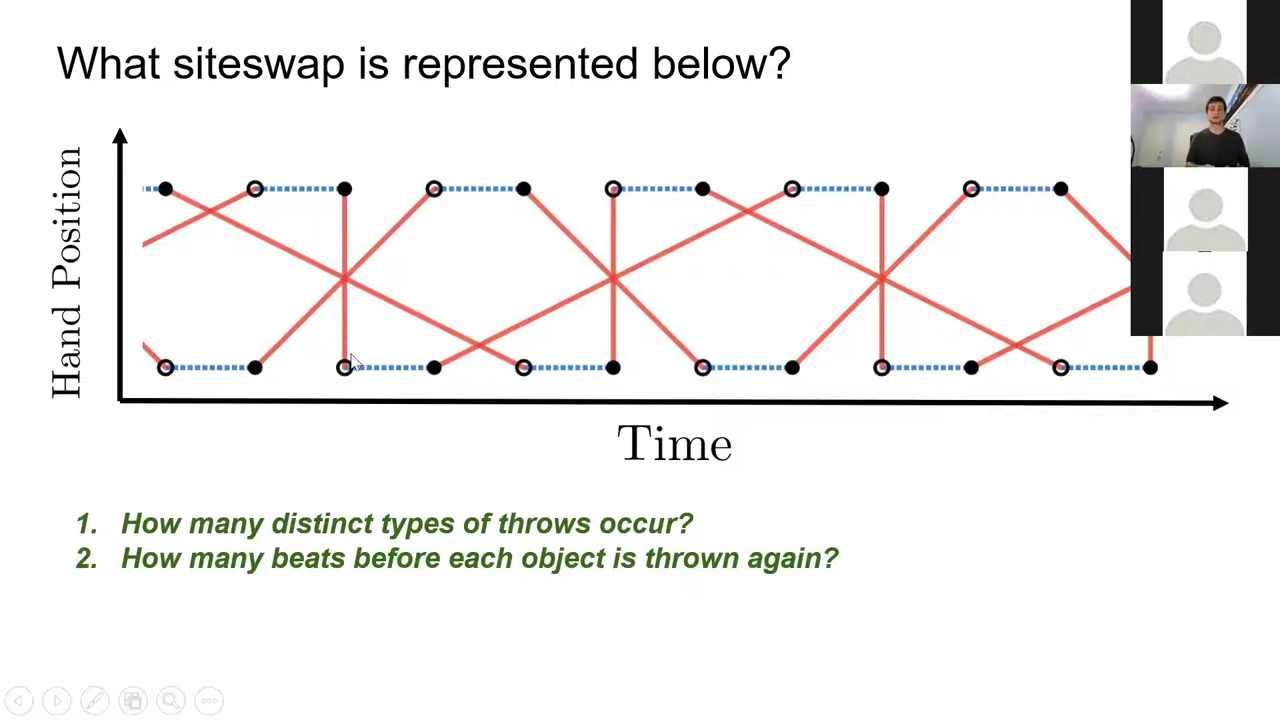 What siteswap is represented below?
Hand Position
Time
1. How many distinct types of throws occur?
2. How many beats before each object is thrown again?